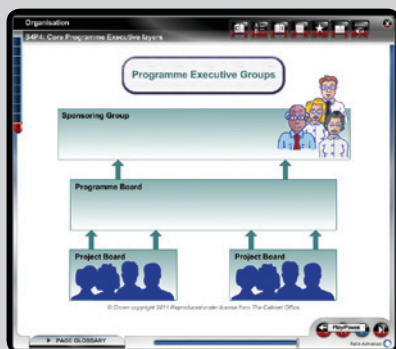 Organisation
S4P4: Core Programme Executive layers
Programme Executive Groups
Sponsoring Group
Programme Board
Project Board
Project Board
© Crown copyright 2011 Reproduced under license from The Cabinet Office.
Play/Pause
PAGE GLOSSARY